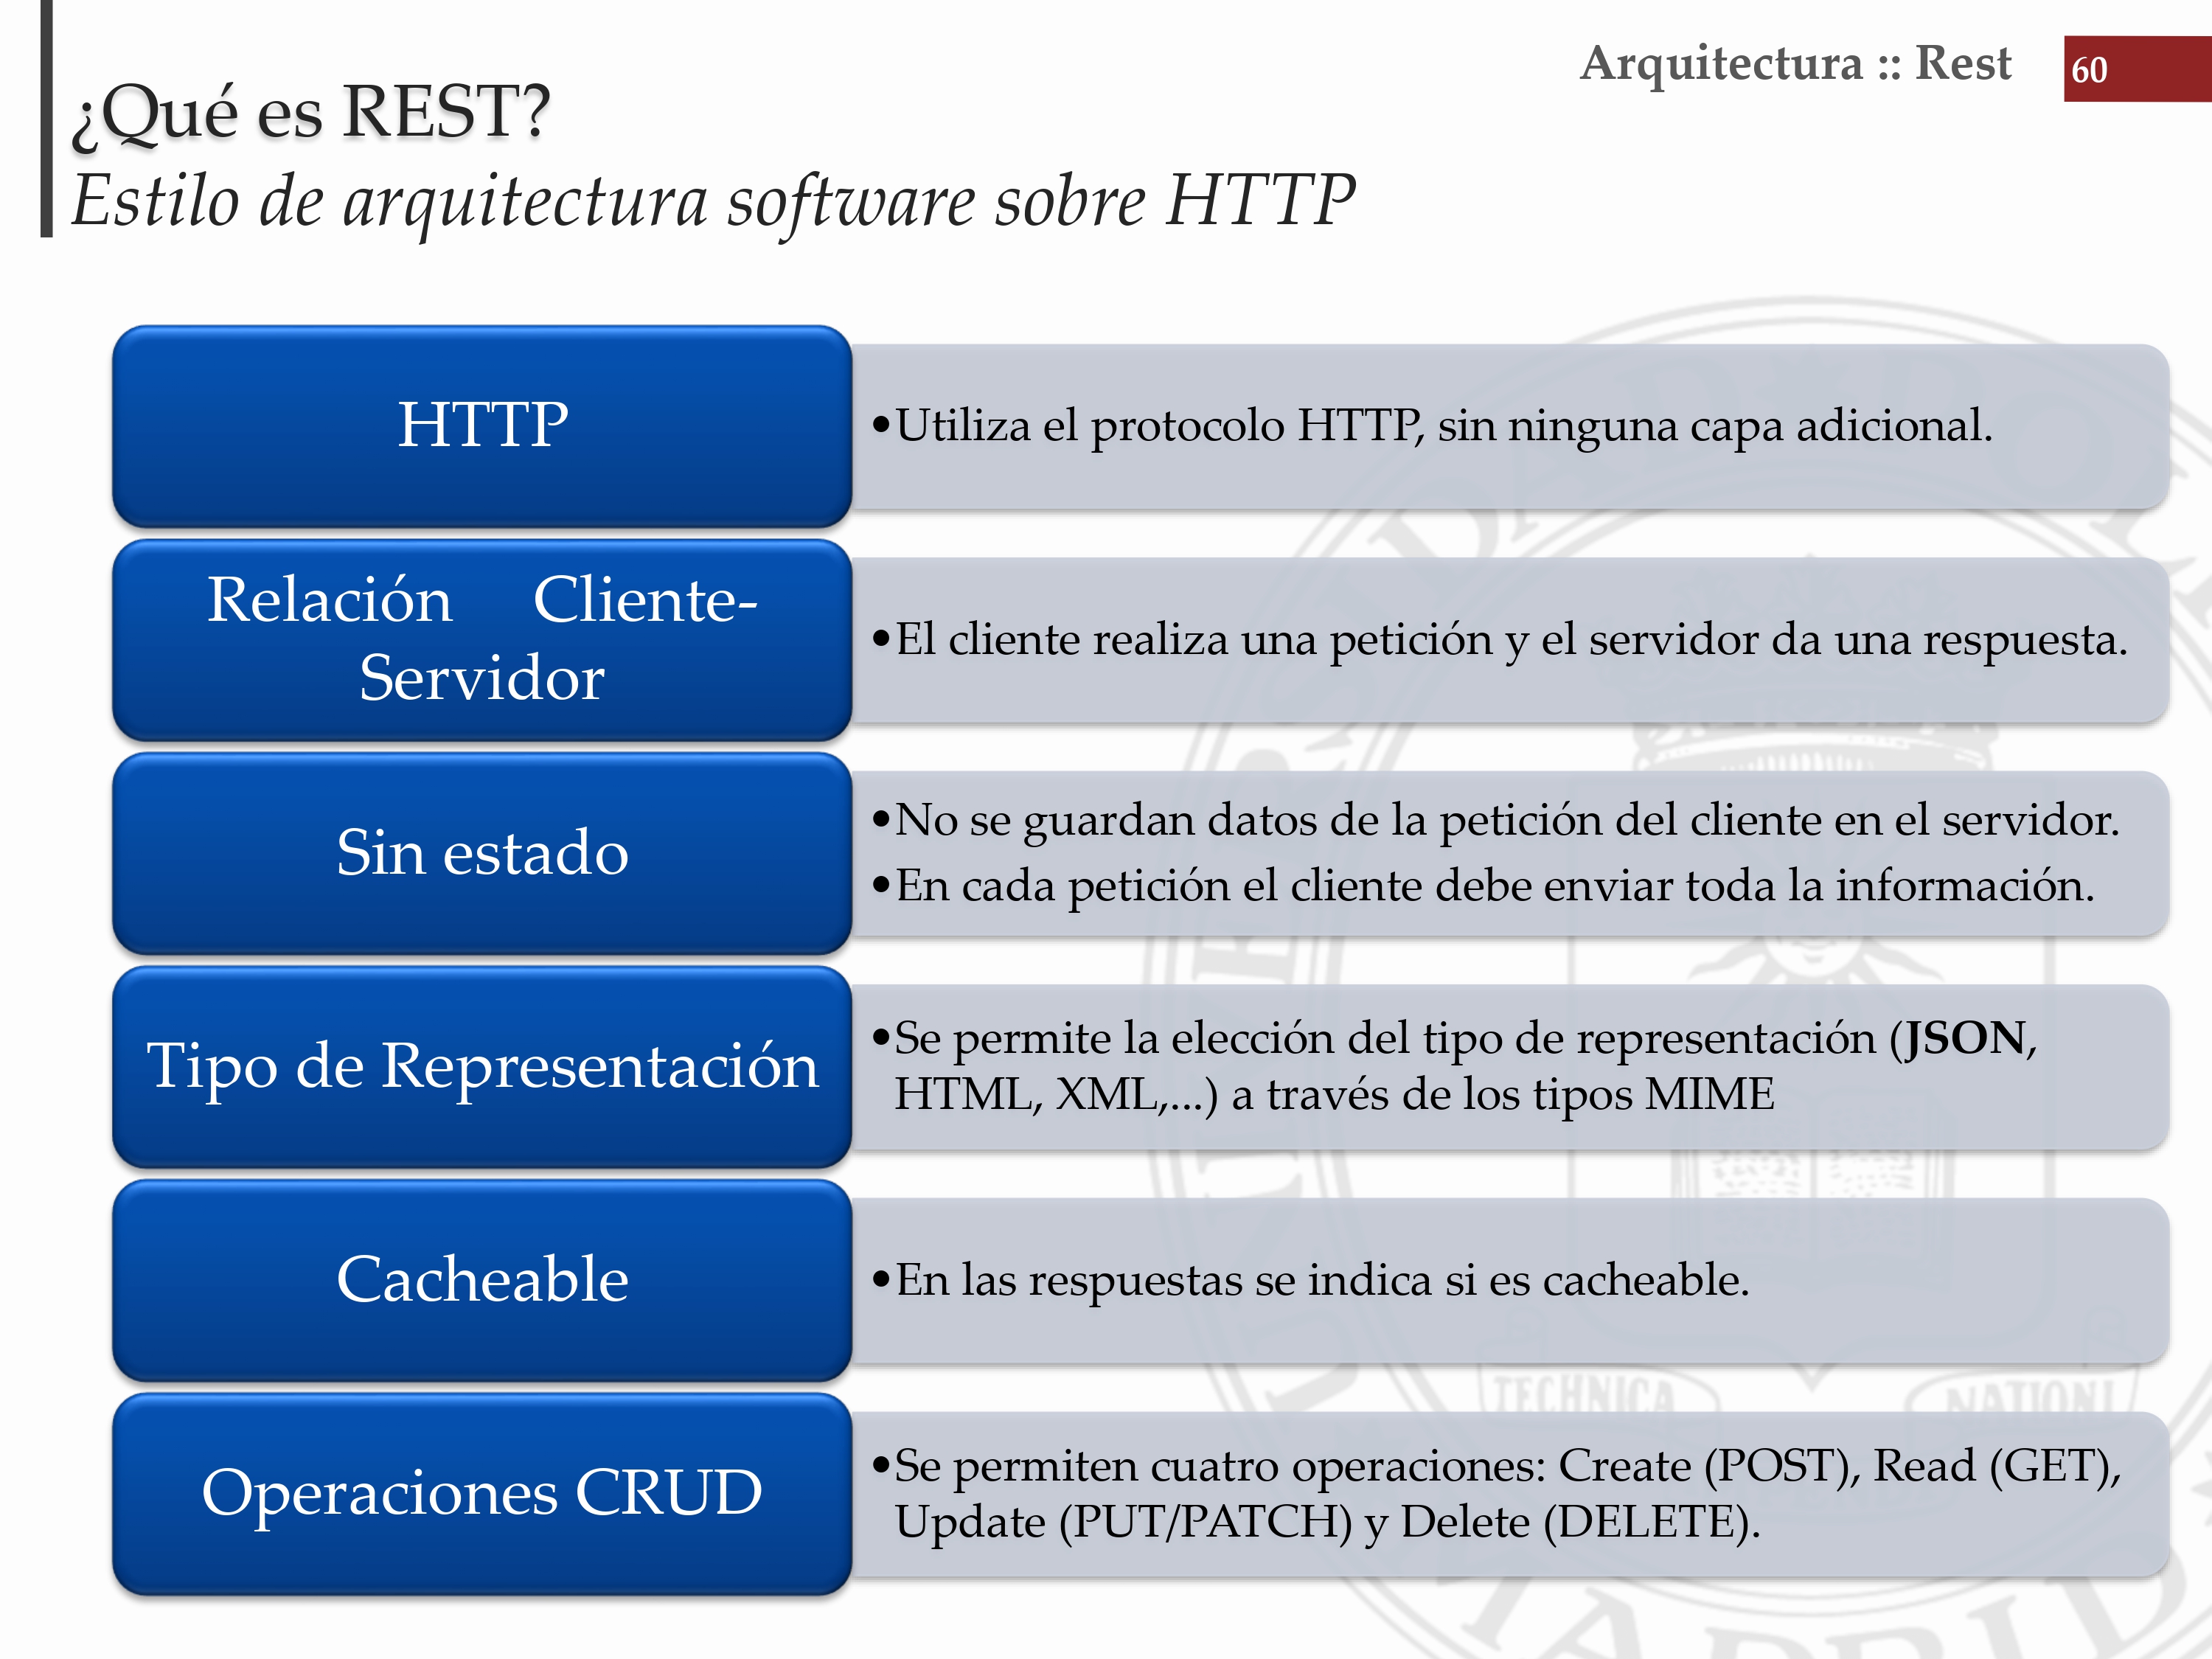 Arquitectura :: Rest
60
¿Qué es REST?
Estilo de arquitectura software sobre HTTP
HTTP
•Utiliza el protocolo HTTP, sin ninguna capa adicional.
Relación Cliente-
Servidor
•El cliente realiza una petición y el servidor da una respuesta.
Sin estado
•No se guardan datos de la petición del cliente en el servidor.
•En cada petición el cliente debe enviar toda la información.
Tipo de Representación
•Se permite la elección del tipo de representación (JSON,
HTML, XML,...) a través de los tipos MIME
Cacheable
•En las respuestas se indica si es cacheable.
TECHNICA
Operaciones CRUD
•Se permiten cuatro operaciones: Create (POST), Read (GET),
Update (PUT/PATCH) y Delete (DELETE).